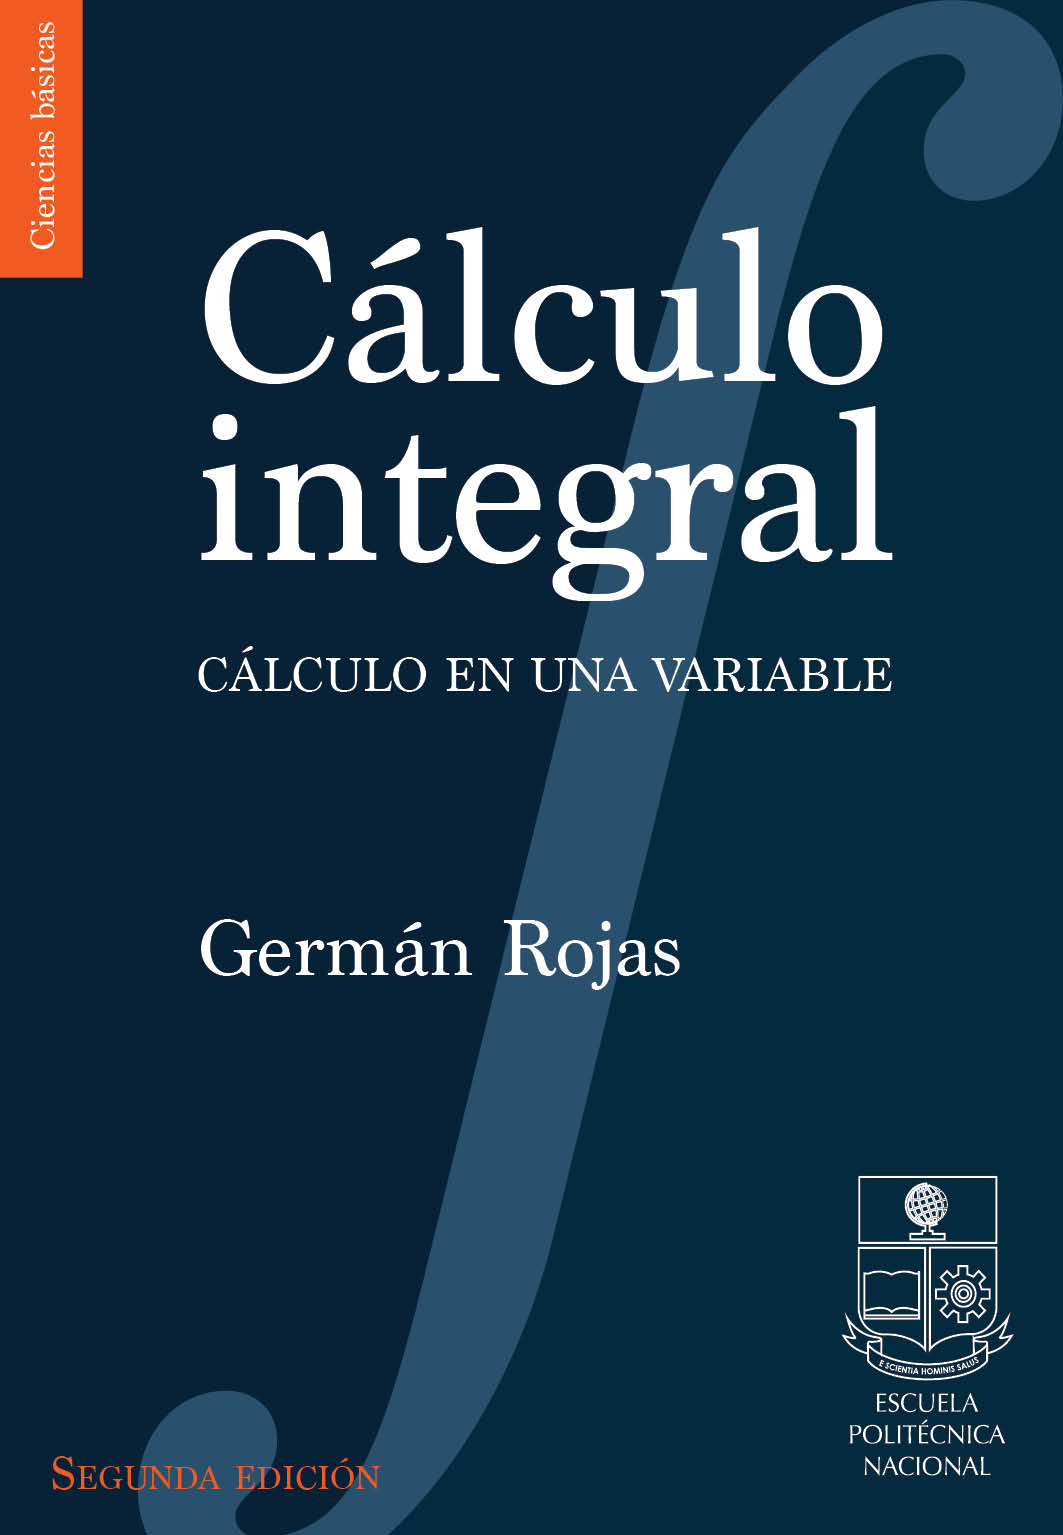 Ciencias básicas
Cálculo
integral
CÁLCULO EN UNA VARIABLE
Germán Rojas
E SCIENTIA HOMINIS SALUS
ESCUELA
POLITÉCNICA
NACIONAL
SEGUNDA EDICIÓN